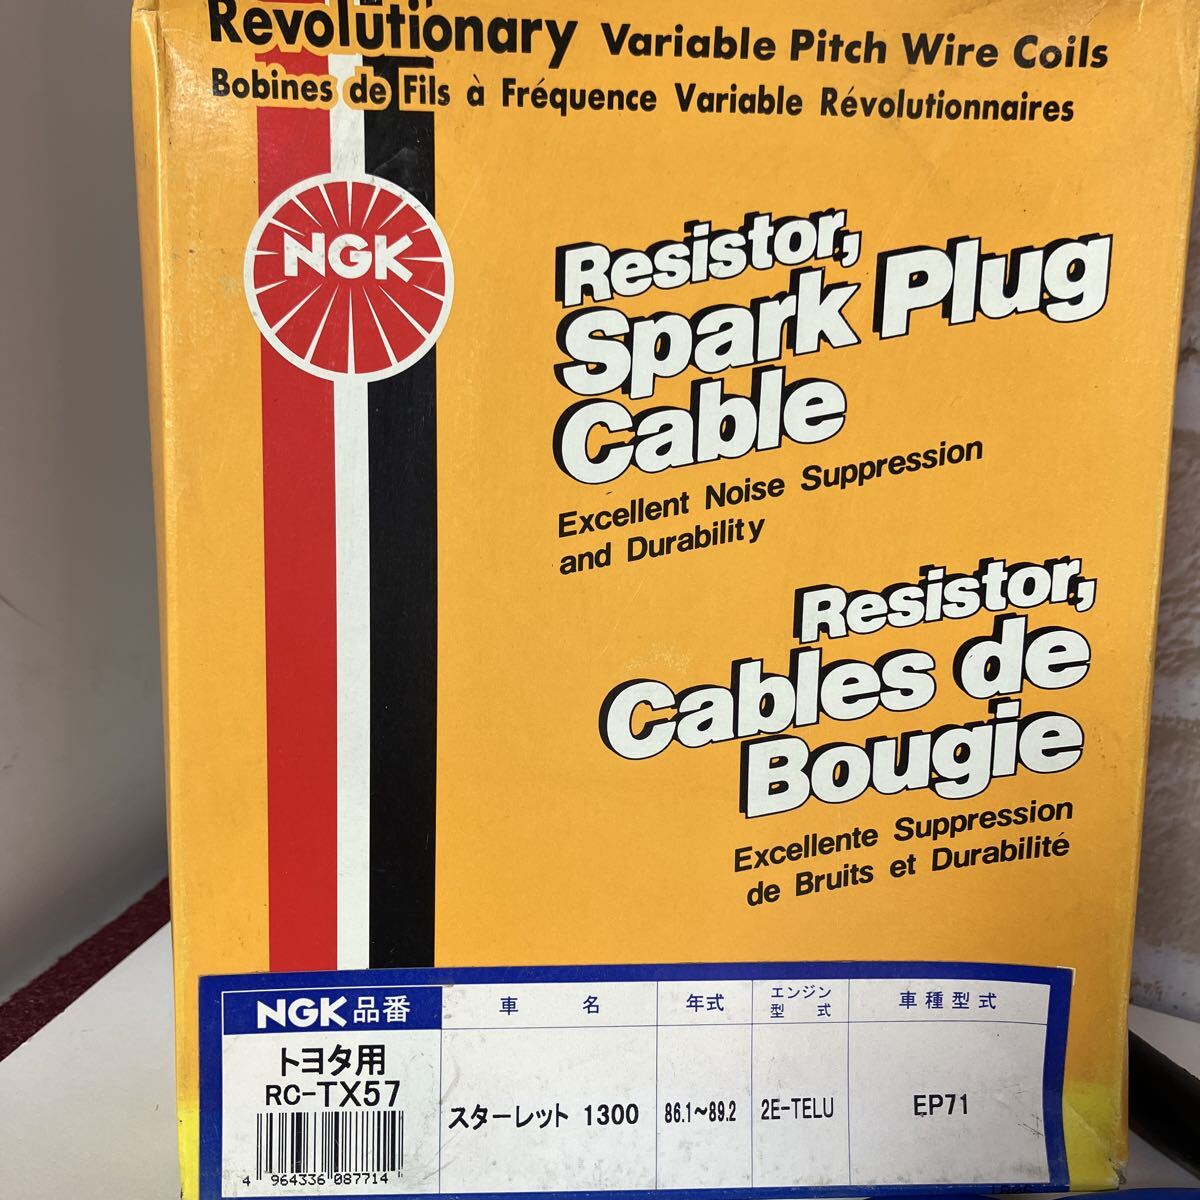 Revolutionary Variable Pitch Wire Coils
Bobines de Fils à Fréquence Variable Révolutionnaires
NGK
Resistor,
Spark Plug
Cable
Excellent Noise Suppression
and Durability
Resistor,
Cables de
Bougie
Excellente Suppression
de Bruits et Durabilité
NGK品番 車名 年式 エンジン型式 車種型式
トヨタ用
RC-TX57
スターレット 1300 86.1~89.2 2E-TELU EP71
4 964336 087714